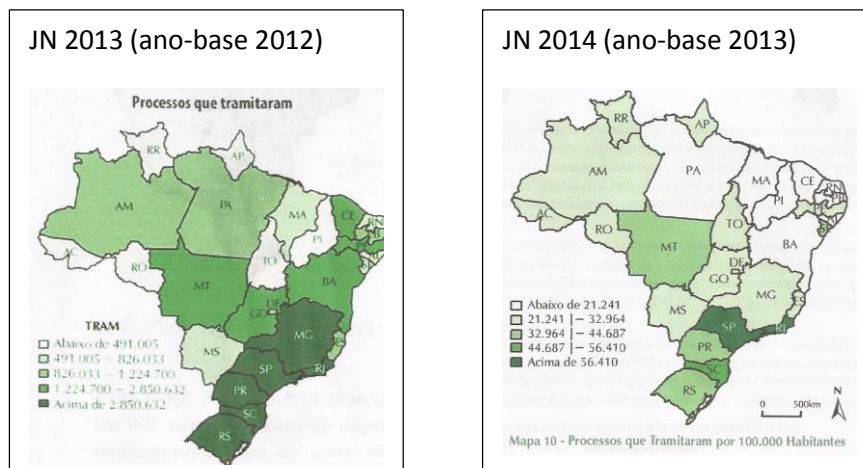 JN 2013 (ano-base 2012)
Processos que tramitaram
RR
AP
AM
PA
MA
CE
RN
PI
AC
TO
RO
BA
MT
DF
GO
MG
MS
ES
SP
RJ
PR
SC
RS
TRAM
Abaixo de 491.005
491.005 – 826.033
826.033 – 1.224.700
1.224.700 – 2.850.632
Acima de 2.850.632
JN 2014 (ano-base 2013)
RR
AP
AM
PA
MA
CE
RN
PB
PI
PE
AC
TO
RO
BA
MT
DF
GO
MG
ES
MS
SP
RJ
PR
SC
RS
Abaixo de 21.241
21.241 |– 32.964
32.964 |– 44.687
44.687 |– 56.410
Acima de 56.410
N
0 500km
Mapa 10 - Processos que Tramitaram por 100.000 Habitantes